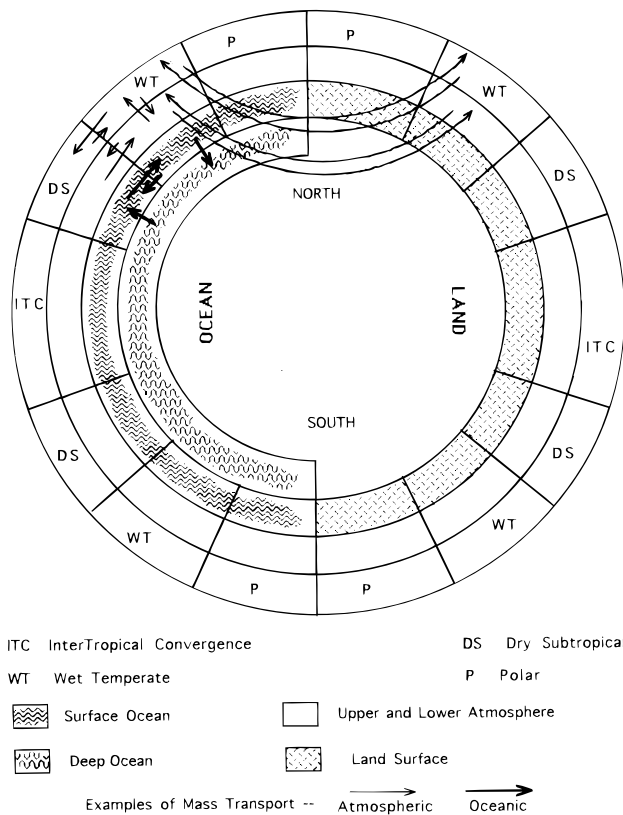 P P
WT WT
DS DS
NORTH
ITC OCEAN LAND ITC
SOUTH
DS DS
WT WT
P P
ITC InterTropical Convergence DS Dry Subtropical
WT Wet Temperate P Polar
Surface Ocean Upper and Lower Atmosphere
Deep Ocean Land Surface
Examples of Mass Transport -- Atmospheric Oceanic